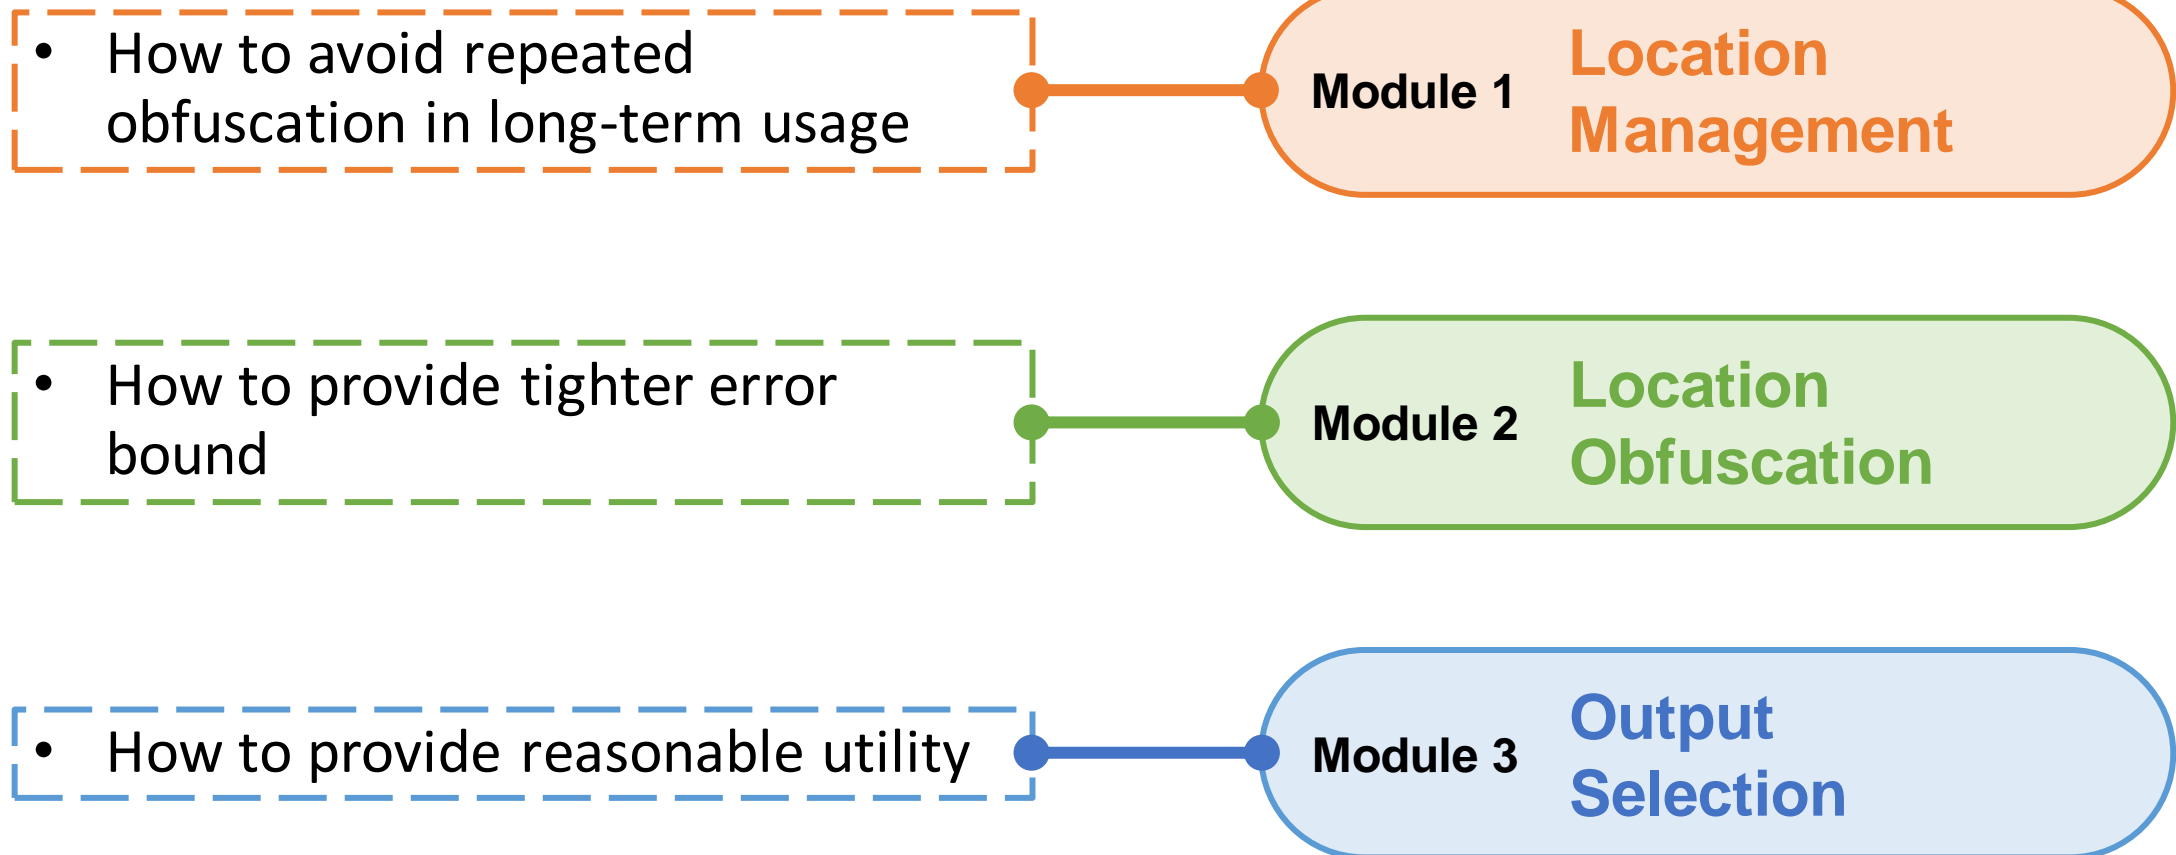 • How to avoid repeated
obfuscation in long-term usage
Module 1
Location
Management
• How to provide tighter error
bound
Module 2
Location
Obfuscation
• How to provide reasonable utility
Module 3
Output
Selection